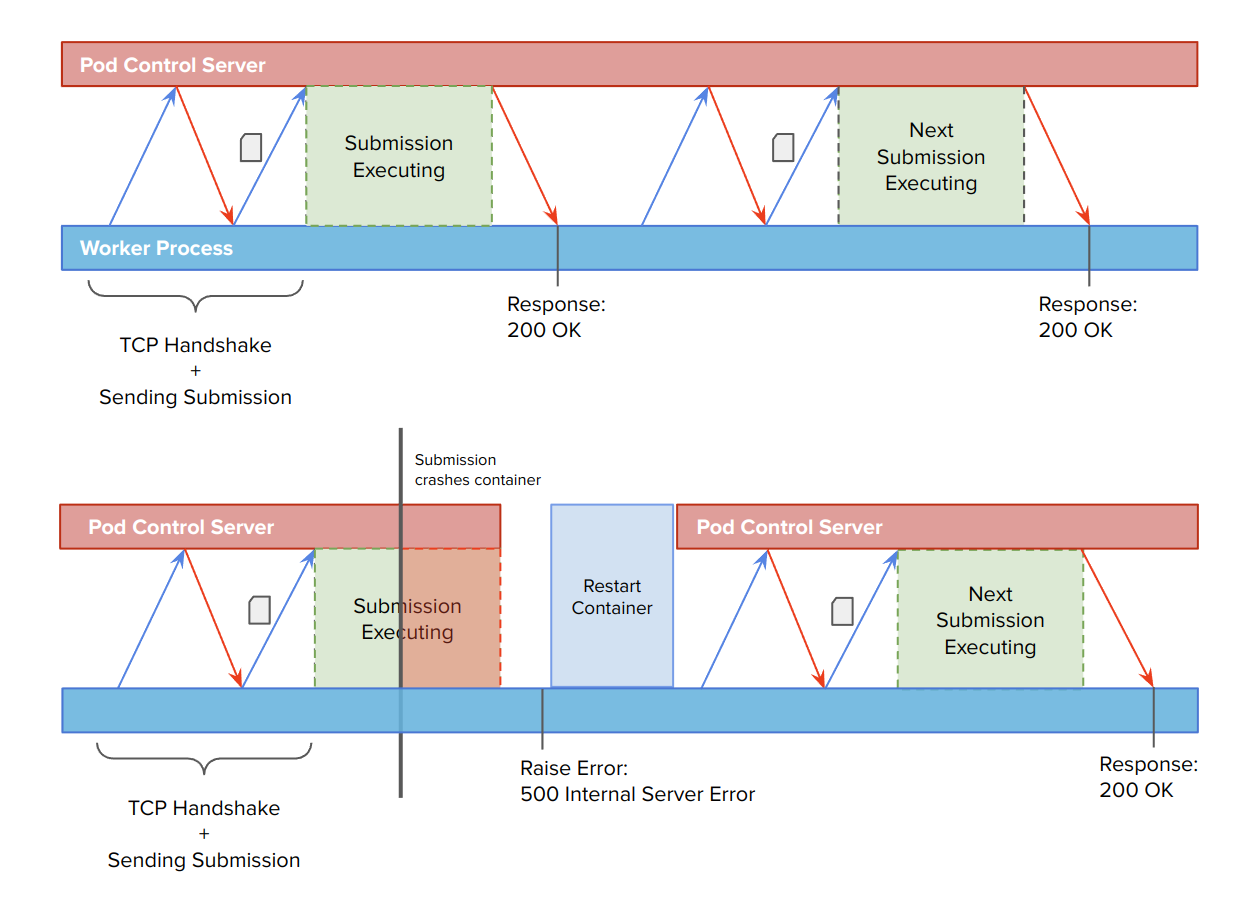 Pod Control Server
Submission
Executing
Next
Submission
Executing
Worker Process
Response:
200 OK
Response:
200 OK
TCP Handshake
+
Sending Submission
Submission
crashes container
Pod Control Server
Pod Control Server
Submission
Executing
Restart
Container
Next
Submission
Executing
Raise Error:
500 Internal Server Error
Response:
200 OK
TCP Handshake
+
Sending Submission